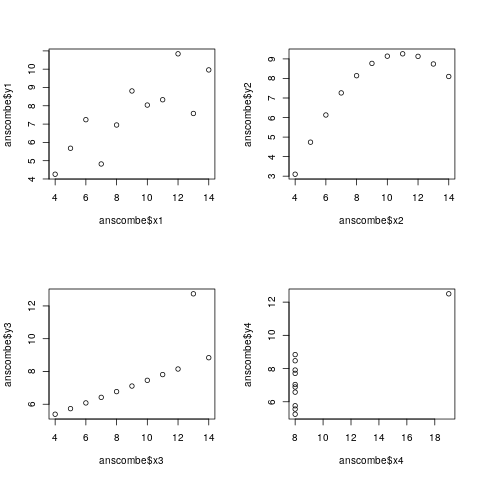 anscombe$y1
4 5 6 7 8 9 10
4 6 8 10 12 14
anscombe$x1
anscombe$y2
3 4 5 6 7 8 9
4 6 8 10 12 14
anscombe$x2
anscombe$y3
6 8 10 12
4 6 8 10 12 14
anscombe$x3
anscombe$y4
6 8 10 12
8 10 12 14 16 18
anscombe$x4